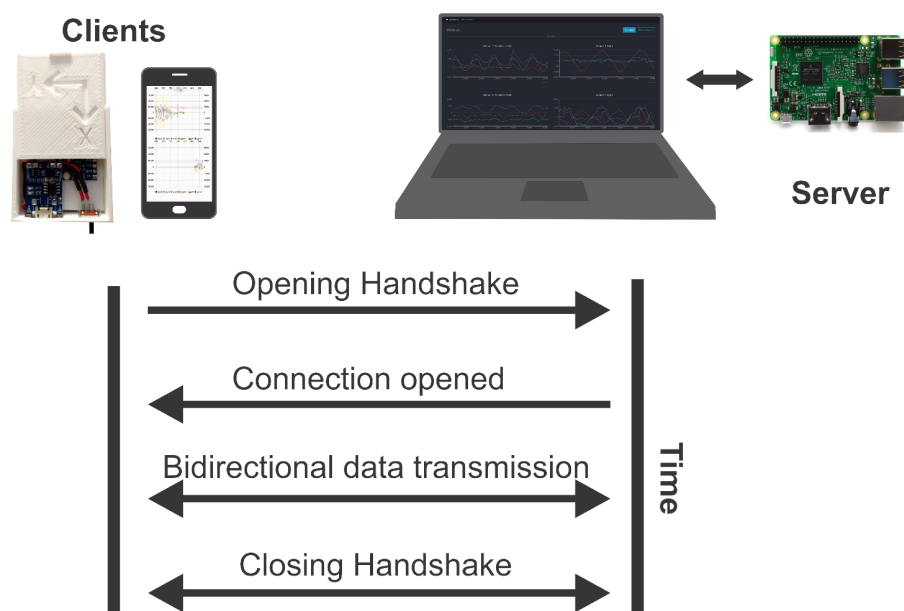 Clients
X
Server
Opening Handshake
Connection opened
Bidirectional data transmission
Closing Handshake
Time